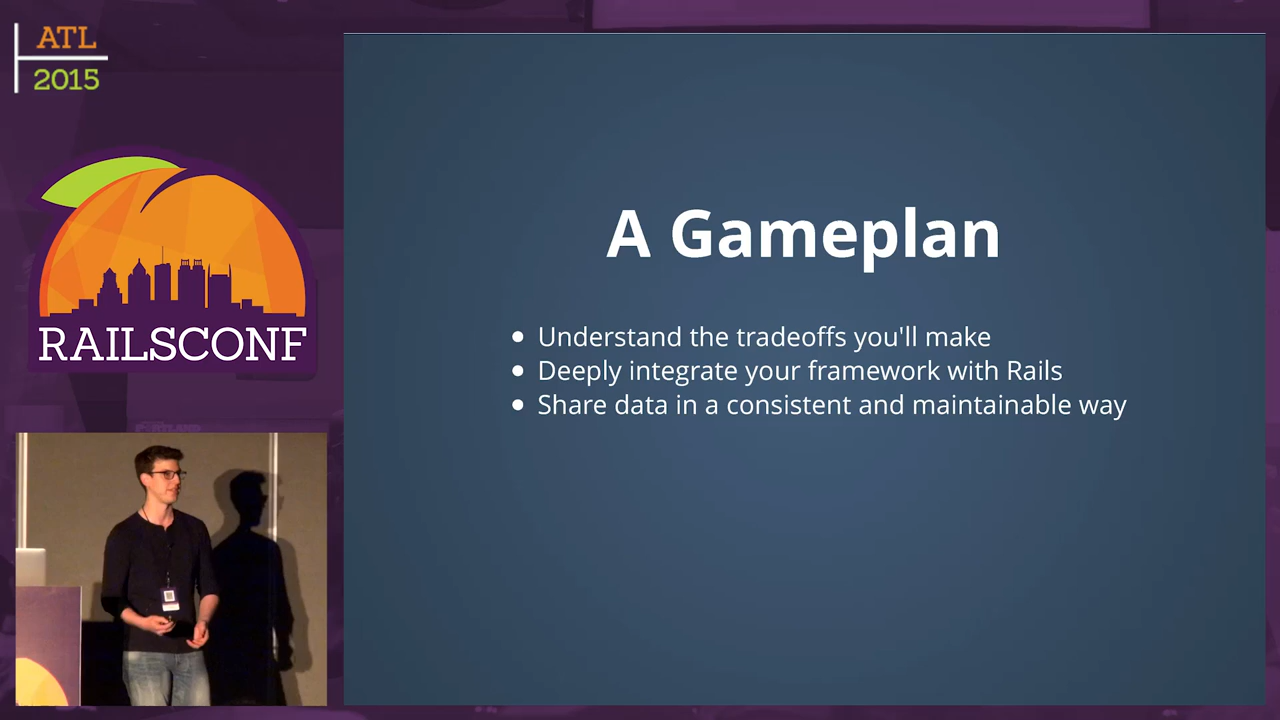 ATL
2015
RAILSCONF
A Gameplan
Understand the tradeoffs you'll make
Deeply integrate your framework with Rails
Share data in a consistent and maintainable way